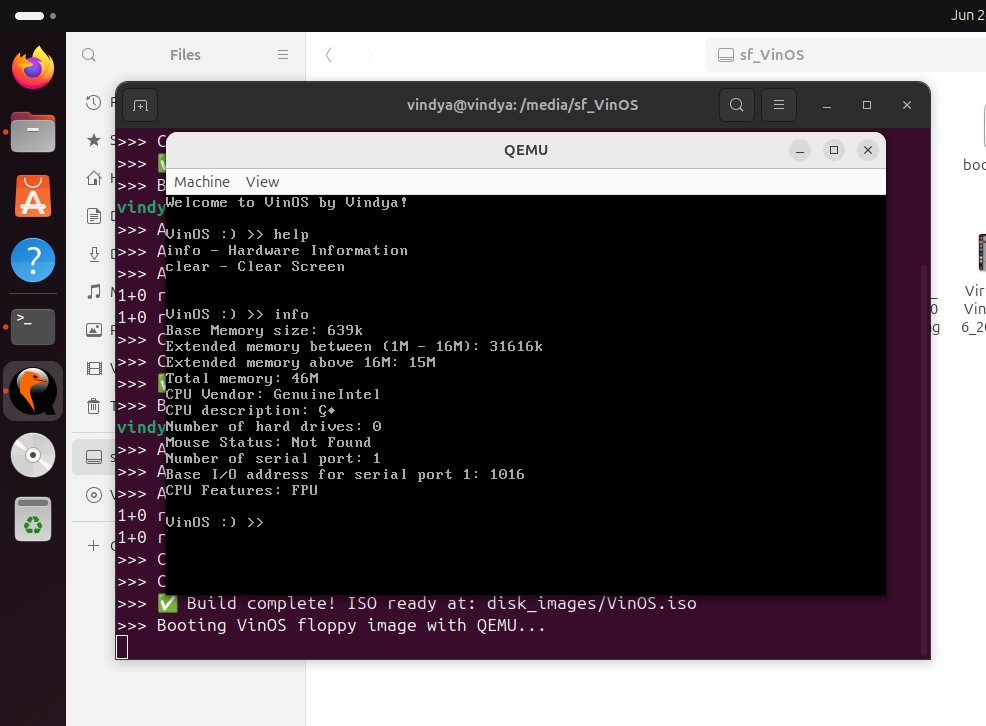 Jun 2
Files
sf_VinOS
vindya@vindya: /media/sf_VinOS
QEMU
Machine View
Welcome to VinOS by Vindya!
VinOS :) >> help
info - Hardware Information
clear - Clear Screen
VinOS :) >> info
Base Memory size: 639k
Extended memory between (1M - 16M): 31616k
Extended memory above 16M: 15M
Total memory: 46M
CPU Vendor: GenuineIntel
CPU description: Ç♦
Number of hard drives: 0
Mouse Status: Not Found
Number of serial port: 1
Base I/O address for serial port 1: 1016
CPU Features: FPU
VinOS :) >>
>>> C
>>>
>>> B
vindy
>>> A
>>> A
>>> A
1+0 r
1+0 r
>>> C
>>> C
>>> ✅
>>> B
vindy
>>> A
>>> A
>>> A
1+0 r
1+0 r
>>> C
>>> C
>>> ✅ Build complete! ISO ready at: disk_images/VinOS.iso
>>> Booting VinOS floppy image with QEMU...
boo
Vir
Vin
6_20